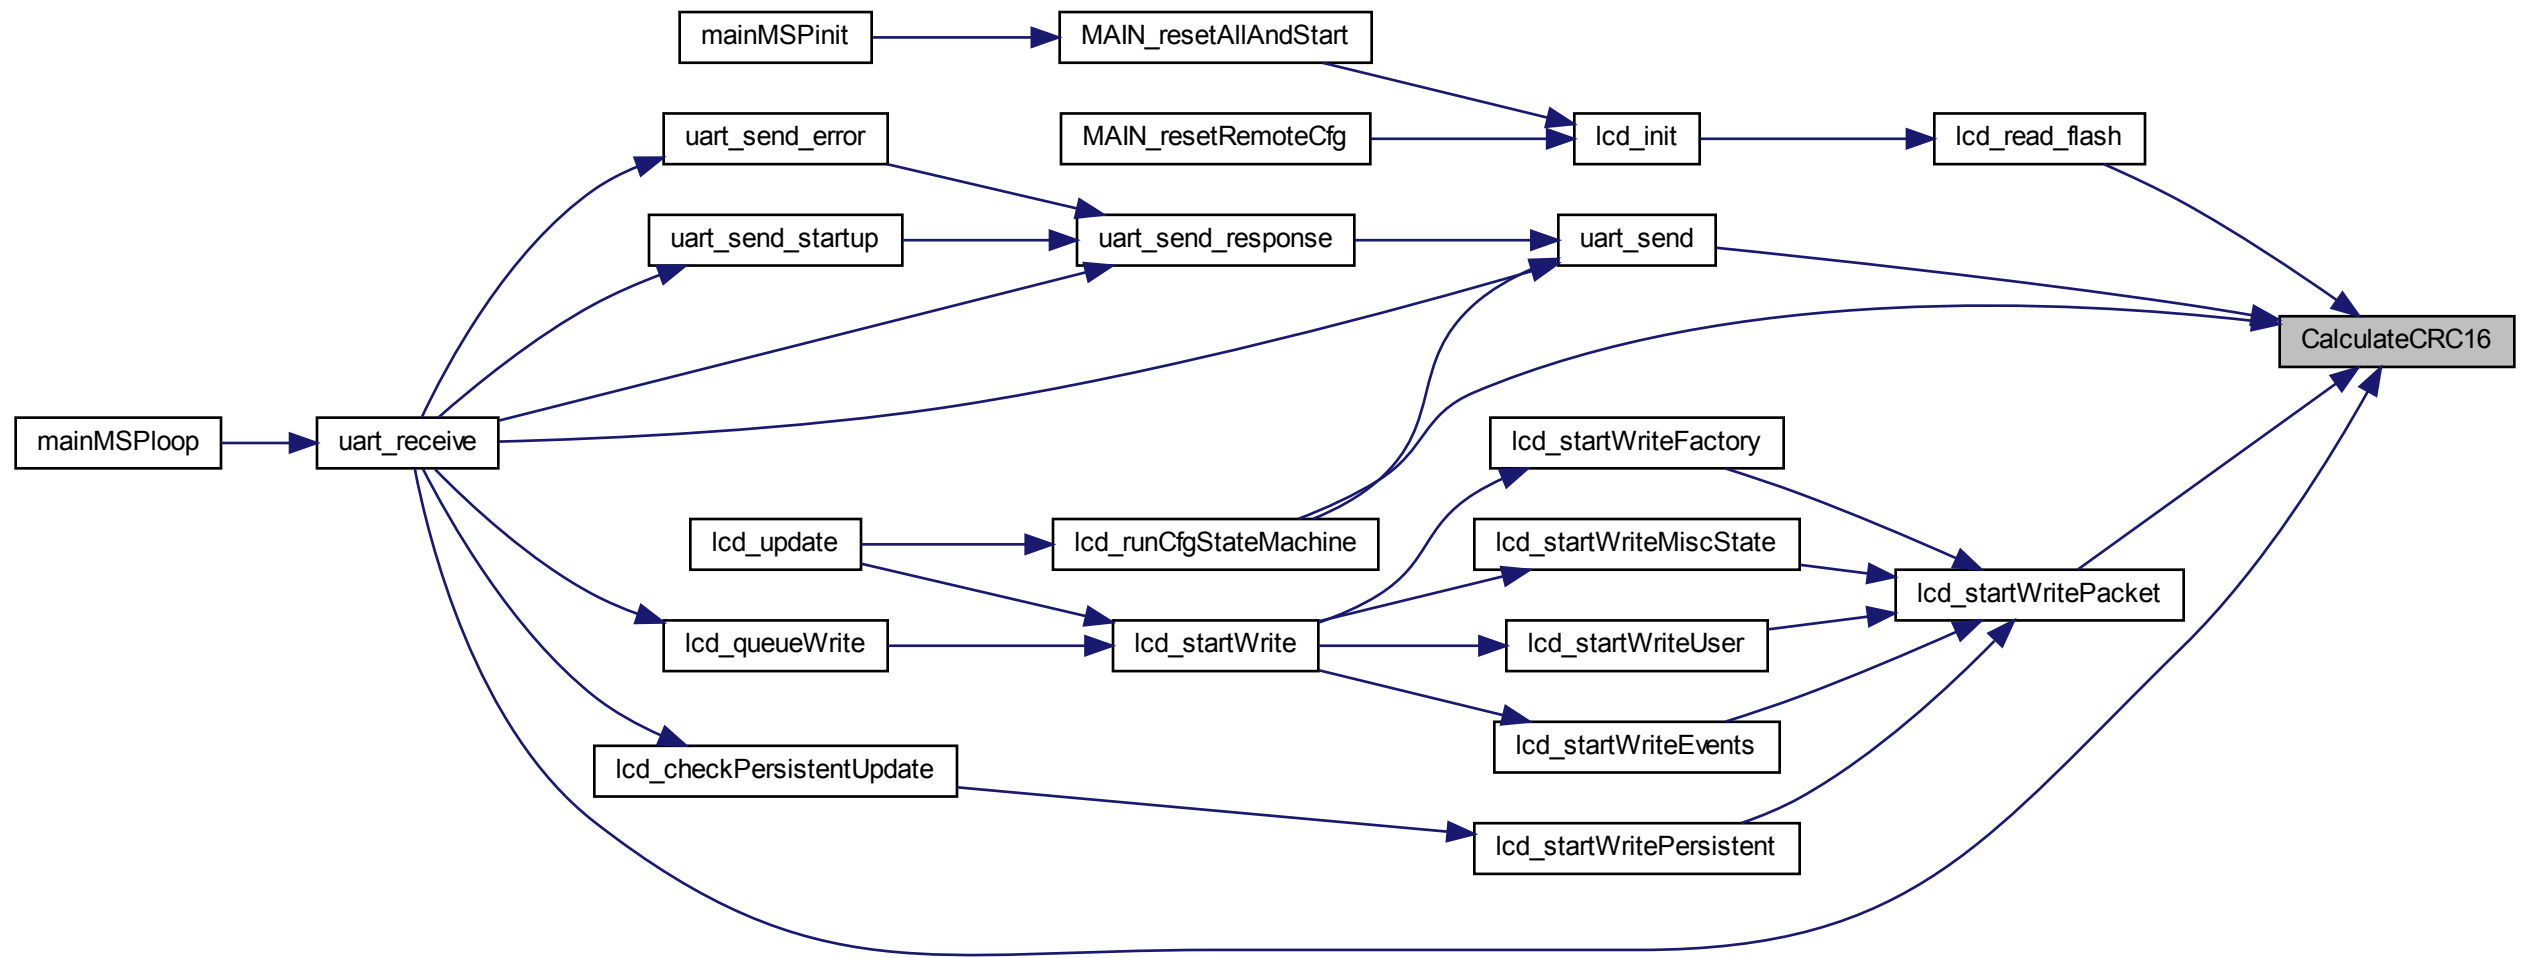 mainMSPinit
MAIN_resetAllAndStart
uart_send_error
MAIN_resetRemoteCfg
lcd_init
lcd_read_flash
uart_send_startup
uart_send_response
uart_send
CalculateCRC16
mainMSPloop
uart_receive
lcd_startWriteFactory
lcd_update
lcd_runCfgStateMachine
lcd_startWriteMiscState
lcd_startWritePacket
lcd_queueWrite
lcd_startWrite
lcd_startWriteUser
lcd_startWriteEvents
lcd_checkPersistentUpdate
lcd_startWritePersistent